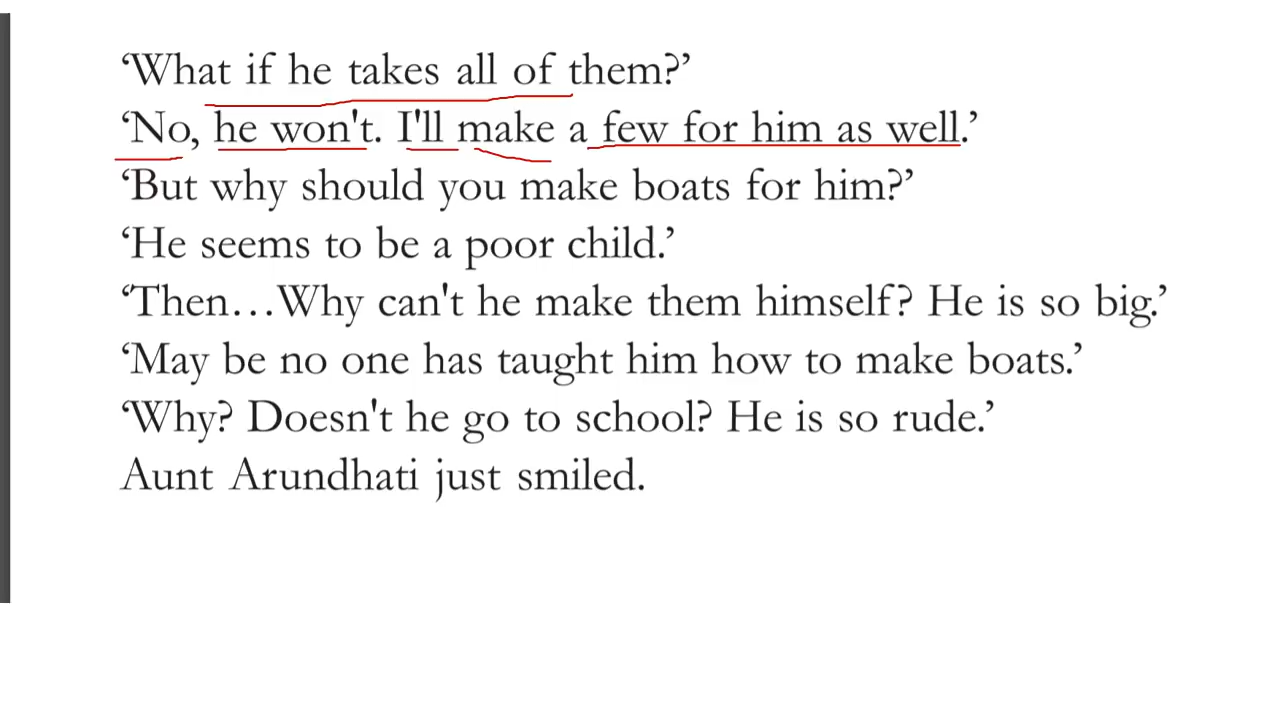 ‘What if he takes all of them?’
‘No, he won't. I'll make a few for him as well.’
‘But why should you make boats for him?’
‘He seems to be a poor child.’
‘Then…Why can't he make them himself? He is so big.’
‘May be no one has taught him how to make boats.’
‘Why? Doesn't he go to school? He is so rude.’
Aunt Arundhati just smiled.